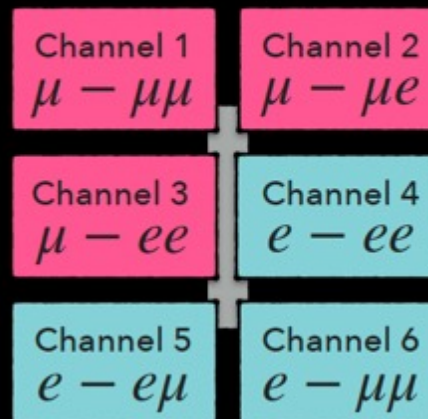 Channel 1
μ − μμ
Channel 2
μ − μe
Channel 3
μ − ee
Channel 4
e − ee
Channel 5
e − eμ
Channel 6
e − μμ